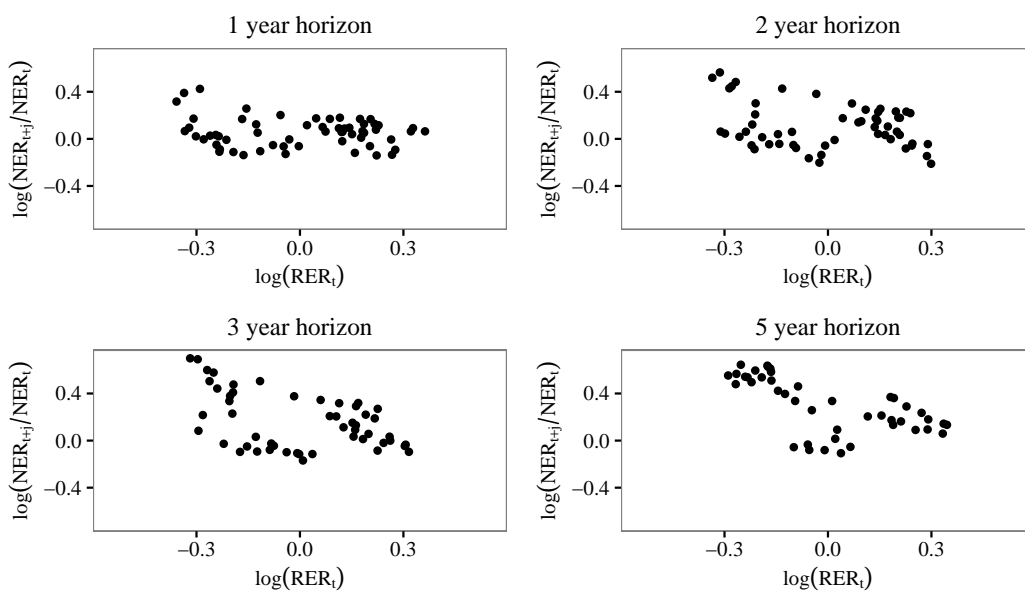 1 year horizon
0.4
0.0
−0.4
log(NERₜ₊ⱼ/NERₜ)
−0.3 0.0 0.3
log(RERₜ)
2 year horizon
0.4
0.0
−0.4
log(NERₜ₊ⱼ/NERₜ)
−0.3 0.0 0.3
log(RERₜ)
3 year horizon
0.4
0.0
−0.4
log(NERₜ₊ⱼ/NERₜ)
−0.3 0.0 0.3
log(RERₜ)
5 year horizon
0.4
0.0
−0.4
log(NERₜ₊ⱼ/NERₜ)
−0.3 0.0 0.3
log(RERₜ)